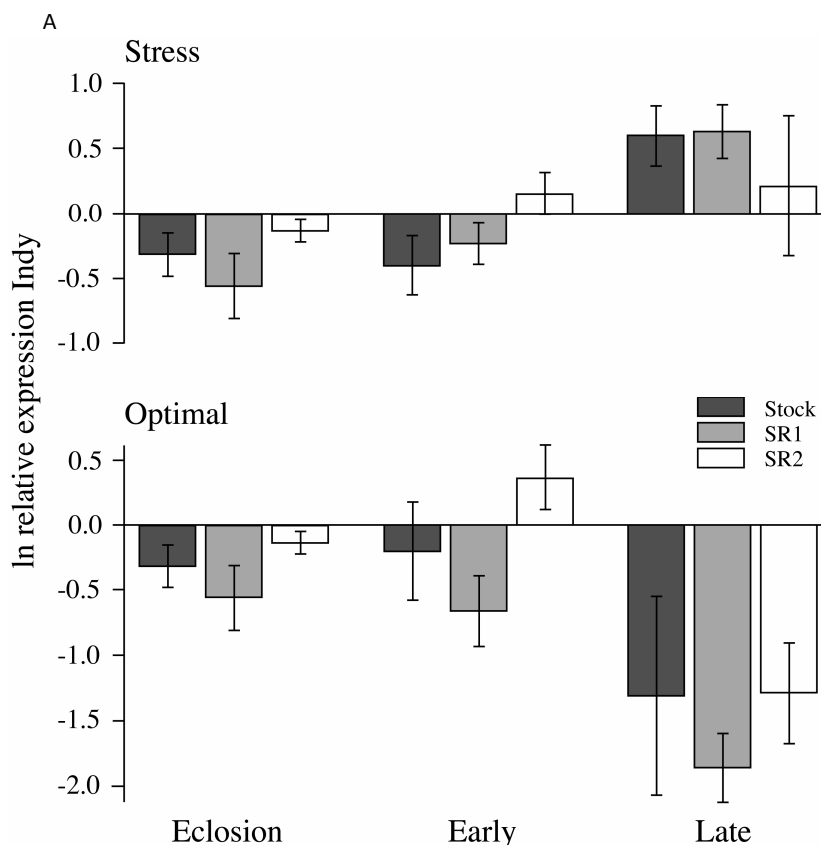 A
Stress
1.0
0.5
0.0
-0.5
-1.0
ln relative expression Indy
Optimal
Stock
SR1
SR2
0.5
0.0
-0.5
-1.0
-1.5
-2.0
Eclosion Early Late